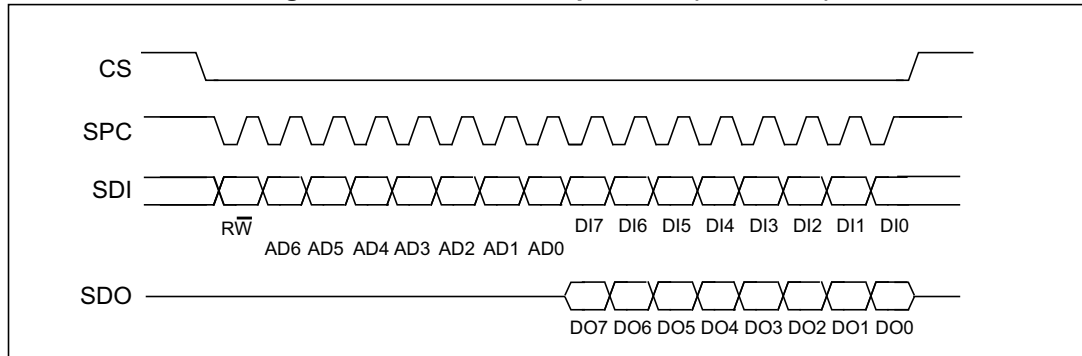 CS
SPC
SDI
RW̅ DI7 DI6 DI5 DI4 DI3 DI2 DI1 DI0
AD6 AD5 AD4 AD3 AD2 AD1 AD0
SDO
DO7 DO6 DO5 DO4 DO3 DO2 DO1 DO0